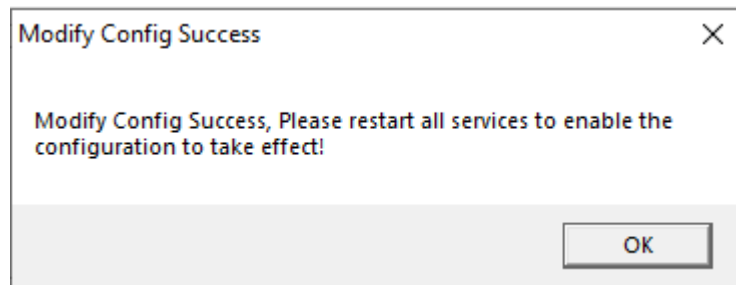 Modify Config Success
Modify Config Success, Please restart all services to enable the
configuration to take effect!
OK